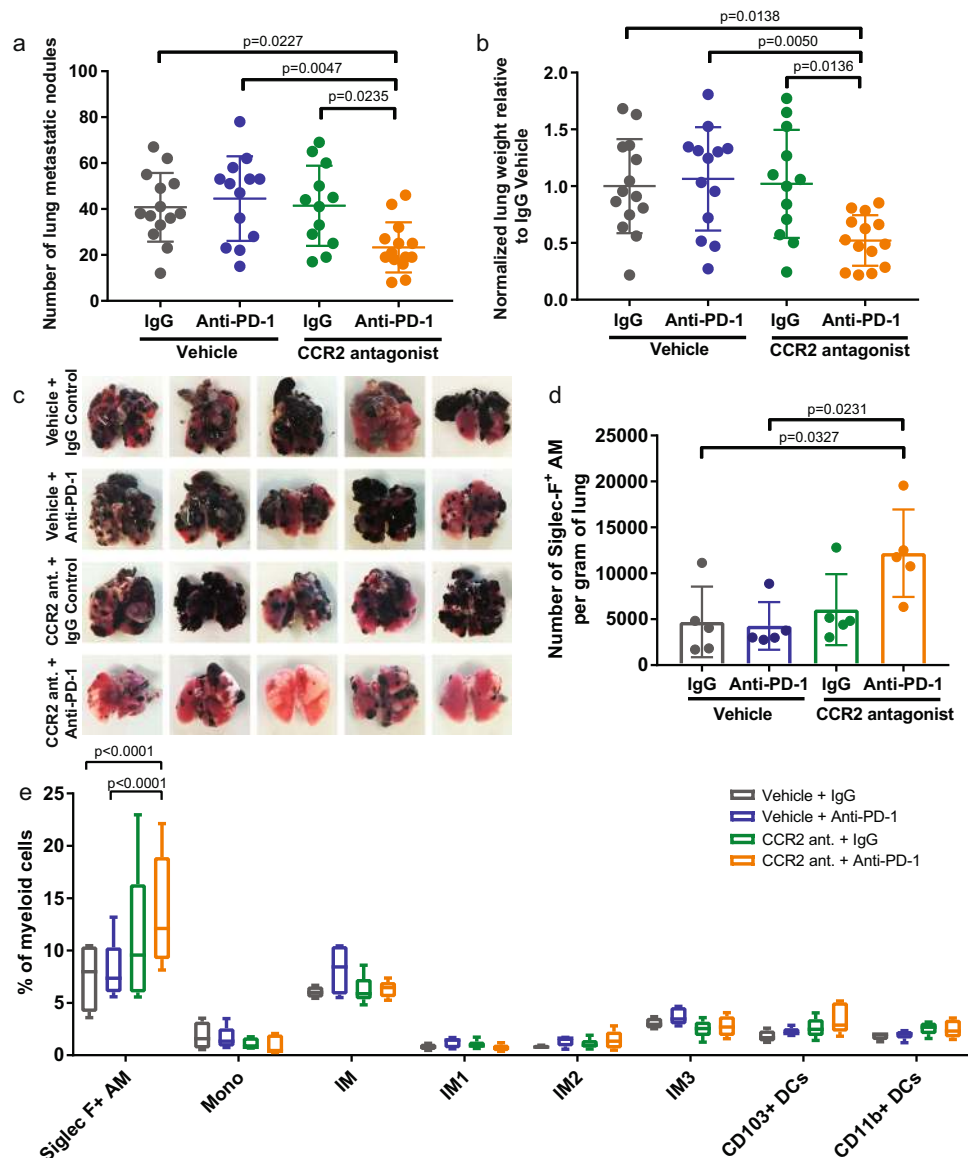 a
p=0.0227
p=0.0047
p=0.0235
Number of lung metastatic nodules
100
80
60
40
20
0
IgG Anti-PD-1 IgG Anti-PD-1
Vehicle CCR2 antagonist
b
p=0.0138
p=0.0050
p=0.0136
Normalized lung weight relative
to IgG Vehicle
2.0
1.5
1.0
0.5
0.0
IgG Anti-PD-1 IgG Anti-PD-1
Vehicle CCR2 antagonist
c
Vehicle +
IgG Control
Vehicle +
Anti-PD-1
CCR2 ant. +
IgG Control
CCR2 ant. +
Anti-PD-1
d
p=0.0231
p=0.0327
Number of Siglec-F+ AM
per gram of lung
25000
20000
15000
10000
5000
0
IgG Anti-PD-1 IgG Anti-PD-1
Vehicle CCR2 antagonist
e
p<0.0001
p<0.0001
% of myeloid cells
25
20
15
10
5
0
Siglec F+ AM
Mono
IM
IM1
IM2
IM3
CD103+ DCs
CD11b+ DCs
Vehicle + IgG
Vehicle + Anti-PD-1
CCR2 ant. + IgG
CCR2 ant. + Anti-PD-1